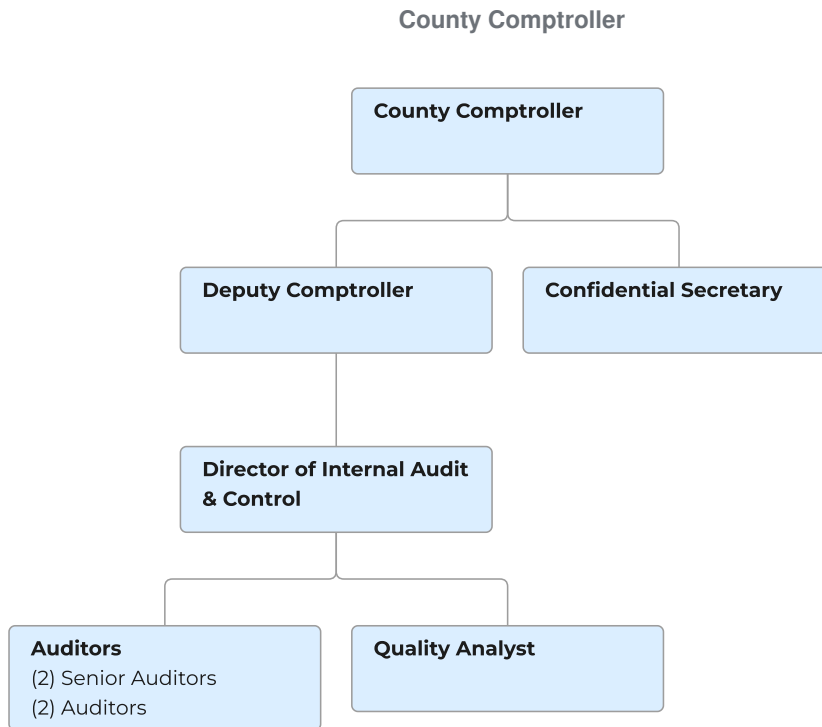 County Comptroller
County Comptroller
Deputy Comptroller
Confidential Secretary
Director of Internal Audit
& Control
Auditors
(2) Senior Auditors
(2) Auditors
Quality Analyst